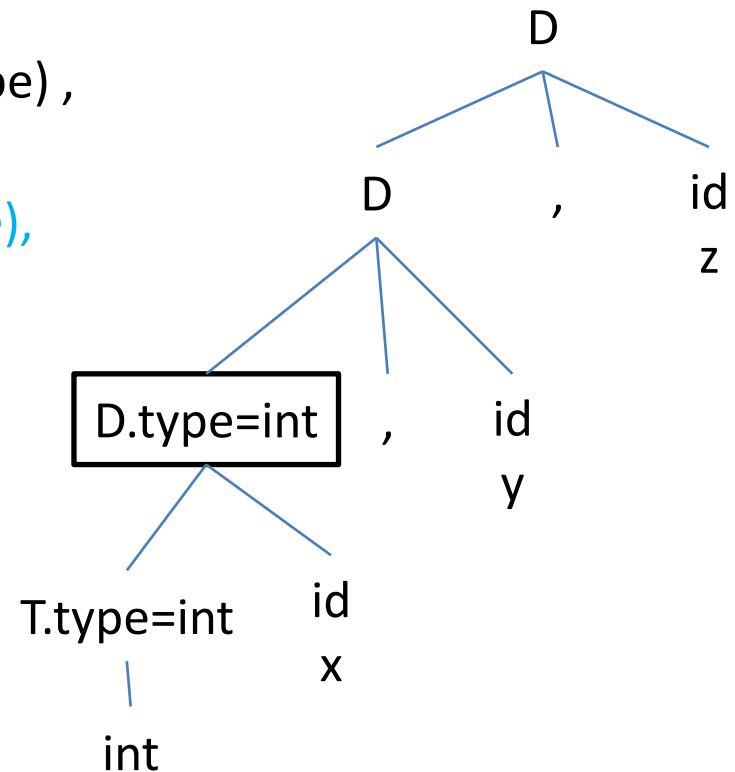 D
pe) ,
D , id
z
),
D.type=int , id
y
T.type=int id
x
int